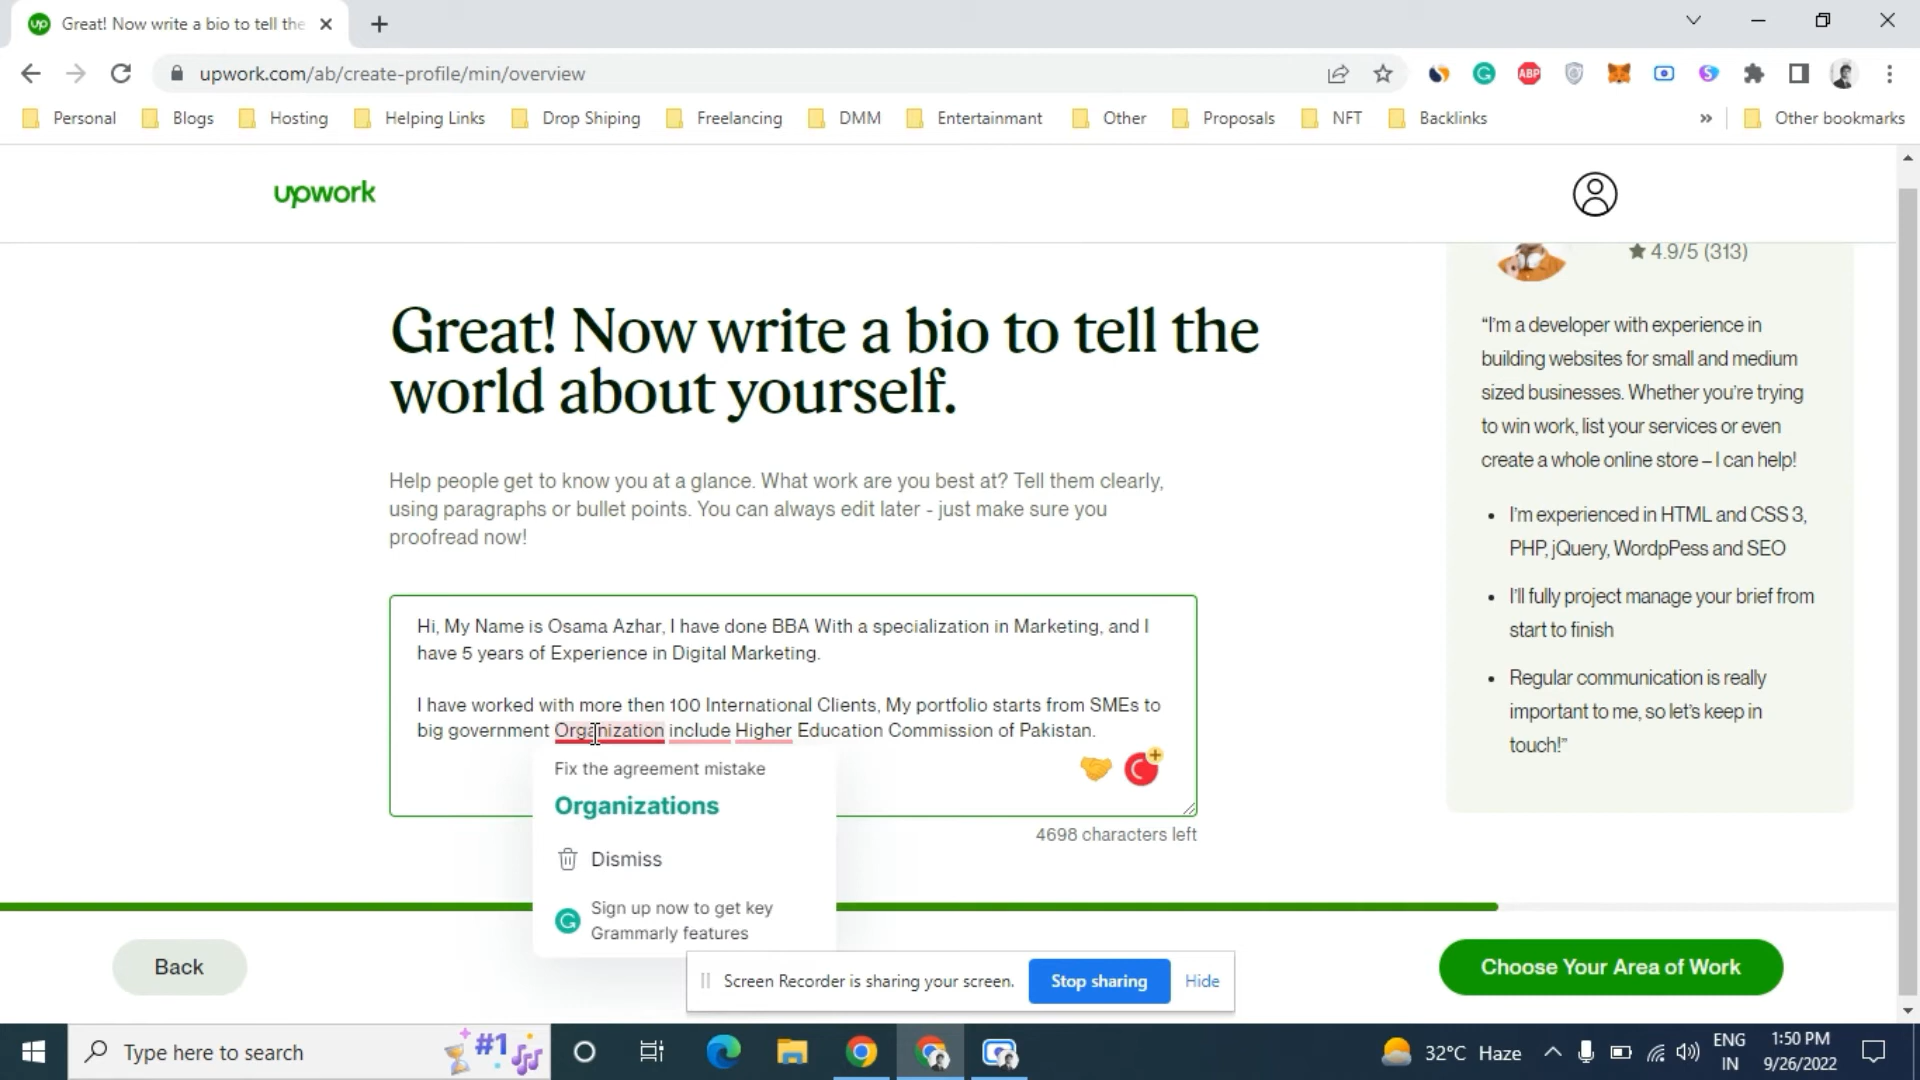 Great! Now write a bio to tell the
upwork.com/ab/create-profile/min/overview
Personal Blogs Hosting Helping Links Drop Shiping Freelancing DMM Entertainmant Other Proposals NFT Backlinks » Other bookmarks
upwork
★ 4.9/5 (313)
Great! Now write a bio to tell the
world about yourself.
Help people get to know you at a glance. What work are you best at? Tell them clearly,
using paragraphs or bullet points. You can always edit later - just make sure you
proofread now!
Hi, My Name is Osama Azhar, I have done BBA With a specialization in Marketing, and I
have 5 years of Experience in Digital Marketing.
I have worked with more then 100 International Clients, My portfolio starts from SMEs to
big government Organization include Higher Education Commission of Pakistan.
Fix the agreement mistake
Organizations
Dismiss
Sign up now to get key
Grammarly features
4698 characters left
“I’m a developer with experience in
building websites for small and medium
sized businesses. Whether you’re trying
to win work, list your services or even
create a whole online store – I can help!
• I’m experienced in HTML and CSS 3,
PHP, jQuery, WordpPess and SEO
• I’ll fully project manage your brief from
start to finish
• Regular communication is really
important to me, so let’s keep in
touch!”
Back
Choose Your Area of Work
Screen Recorder is sharing your screen. Stop sharing Hide
Type here to search
#1
32°C Haze
ENG
IN
1:50 PM
9/26/2022
up
ABP